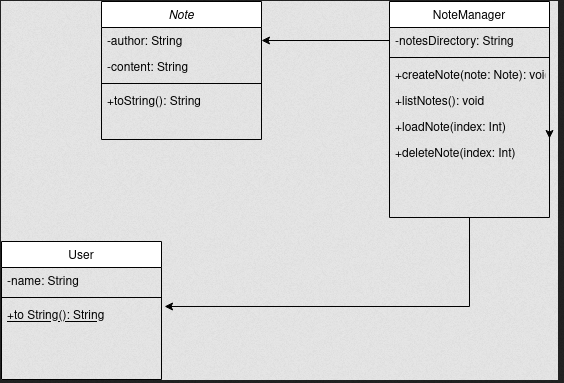 Note
-author: String
-content: String
+toString(): String
NoteManager
-notesDirectory: String
+createNote(note: Note): voi
+listNotes(): void
+loadNote(index: Int)
+deleteNote(index: Int)
User
-name: String
+to String(): String